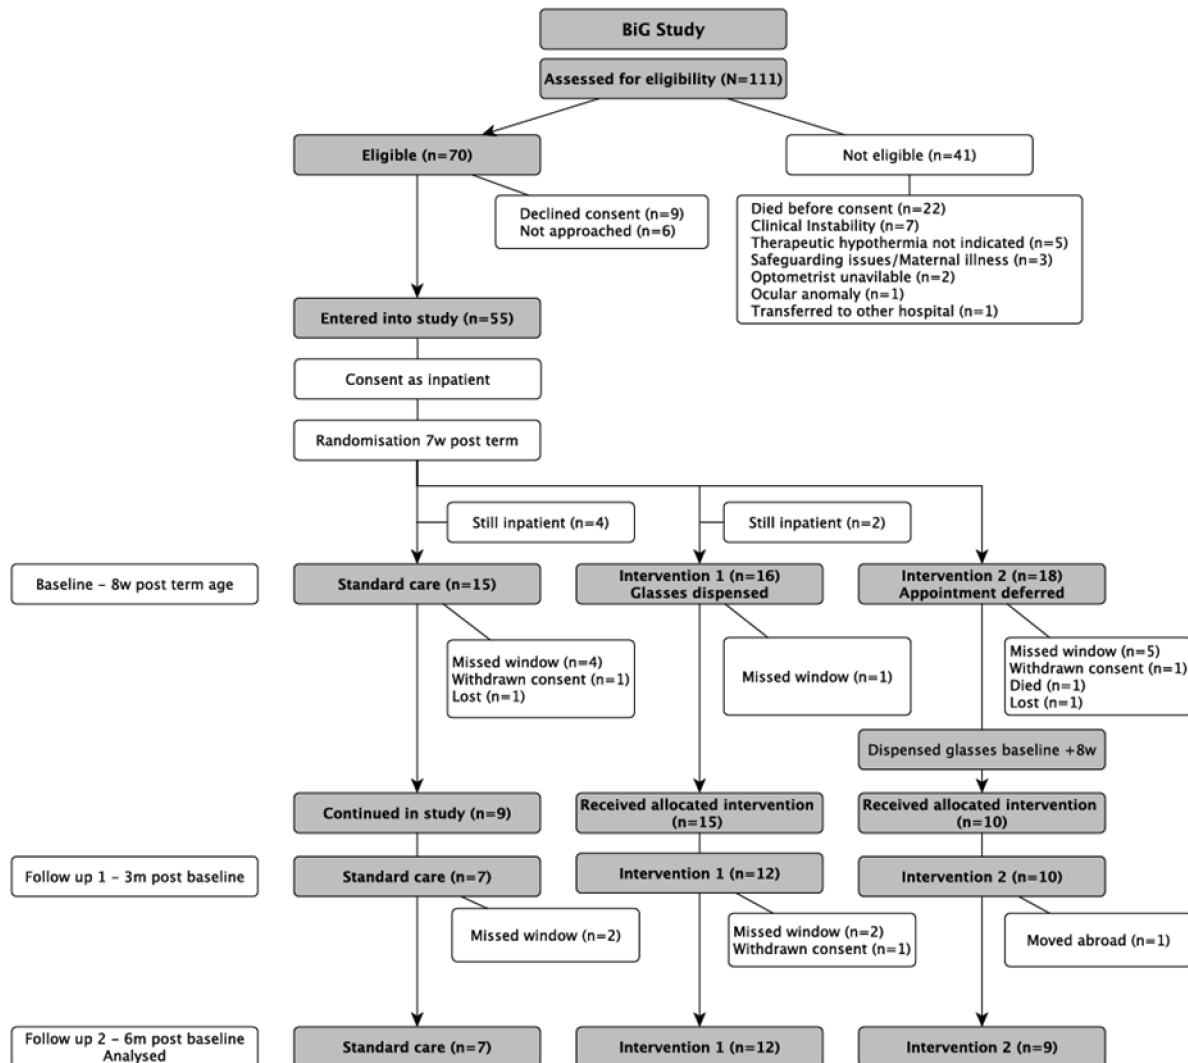 BiG Study
Assessed for eligibility (N=111)
Eligible (n=70)
Not eligible (n=41)
Declined consent (n=9)
Not approached (n=6)
Died before consent (n=22)
Clinical Instability (n=7)
Therapeutic hypothermia not indicated (n=5)
Safeguarding issues/Maternal illness (n=3)
Optometrist unavilable (n=2)
Ocular anomaly (n=1)
Transferred to other hospital (n=1)
Entered into study (n=55)
Consent as inpatient
Randomisation 7w post term
Still inpatient (n=4)
Still inpatient (n=2)
Baseline – 8w post term age
Standard care (n=15)
Intervention 1 (n=16)
Glasses dispensed
Intervention 2 (n=18)
Appointment deferred
Missed window (n=4)
Withdrawn consent (n=1)
Lost (n=1)
Missed window (n=1)
Missed window (n=5)
Withdrawn consent (n=1)
Died (n=1)
Lost (n=1)
Dispensed glasses baseline +8w
Continued in study (n=9)
Received allocated intervention
(n=15)
Received allocated intervention
(n=10)
Follow up 1 – 3m post baseline
Standard care (n=7)
Intervention 1 (n=12)
Intervention 2 (n=10)
Missed window (n=2)
Missed window (n=2)
Withdrawn consent (n=1)
Moved abroad (n=1)
Follow up 2 – 6m post baseline
Analysed
Standard care (n=7)
Intervention 1 (n=12)
Intervention 2 (n=9)